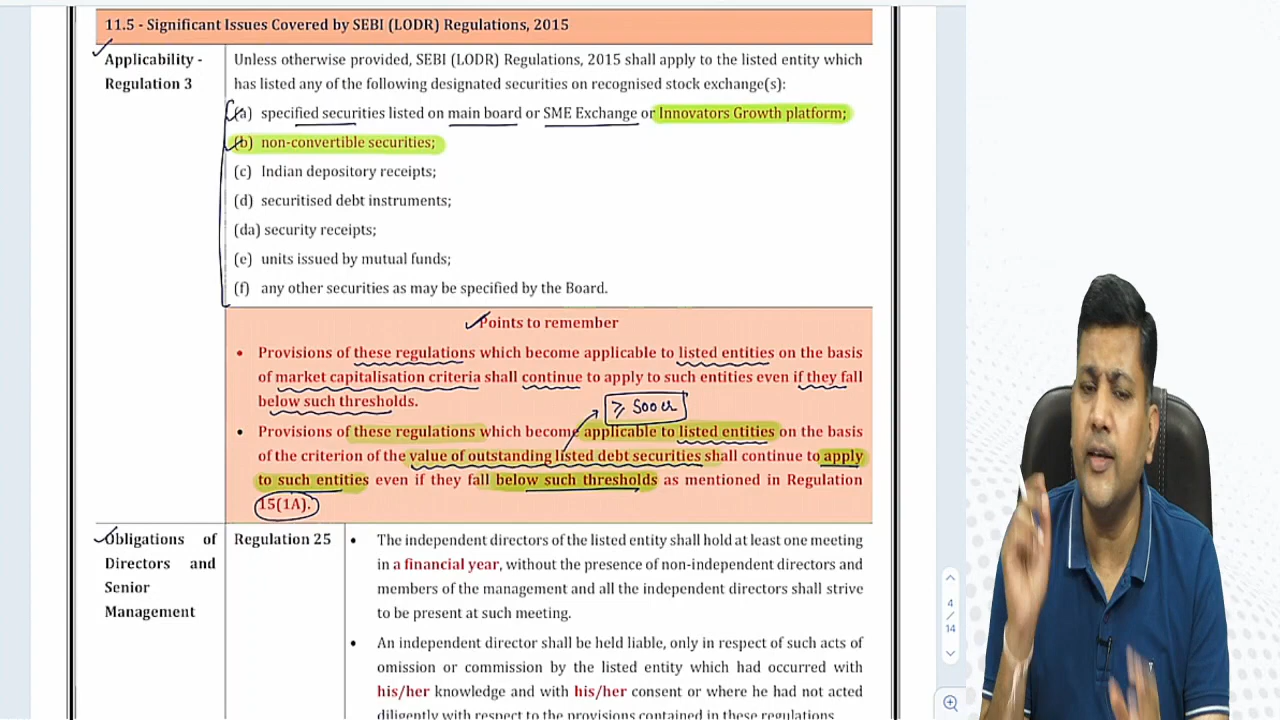 11.5 - Significant Issues Covered by SEBI (LODR) Regulations, 2015
Applicability -
Regulation 3
Unless otherwise provided, SEBI (LODR) Regulations, 2015 shall apply to the listed entity which
has listed any of the following designated securities on recognised stock exchange(s):
(a) specified securities listed on main board or SME Exchange or Innovators Growth platform;
(b) non-convertible securities;
(c) Indian depository receipts;
(d) securitised debt instruments;
(da) security receipts;
(e) units issued by mutual funds;
(f) any other securities as may be specified by the Board.
Points to remember
• Provisions of these regulations which become applicable to listed entities on the basis
of market capitalisation criteria shall continue to apply to such entities even if they fall
below such thresholds.
≥ 500 cr
• Provisions of these regulations which become applicable to listed entities on the basis
of the criterion of the value of outstanding listed debt securities shall continue to apply
to such entities even if they fall below such thresholds as mentioned in Regulation
15(1A).
Obligations of
Directors and
Senior
Management
Regulation 25
• The independent directors of the listed entity shall hold at least one meeting
in a financial year, without the presence of non-independent directors and
members of the management and all the independent directors shall strive
to be present at such meeting.
• An independent director shall be held liable, only in respect of such acts of
omission or commission by the listed entity which had occurred with
his/her knowledge and with his/her consent or where he had not acted
diligently with respect to the provisions contained in these regulations.
4
/
14